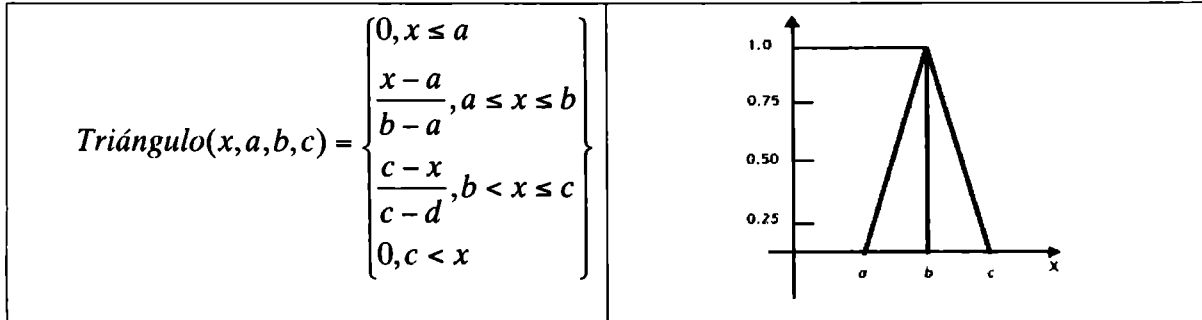 0, x ≤ a
x – a
b – a
, a ≤ x ≤ b
Triángulo(x,a,b,c) =
c – x
c – d
, b < x ≤ c
0, c < x
1.0
0.75
0.50
0.25
a b c x